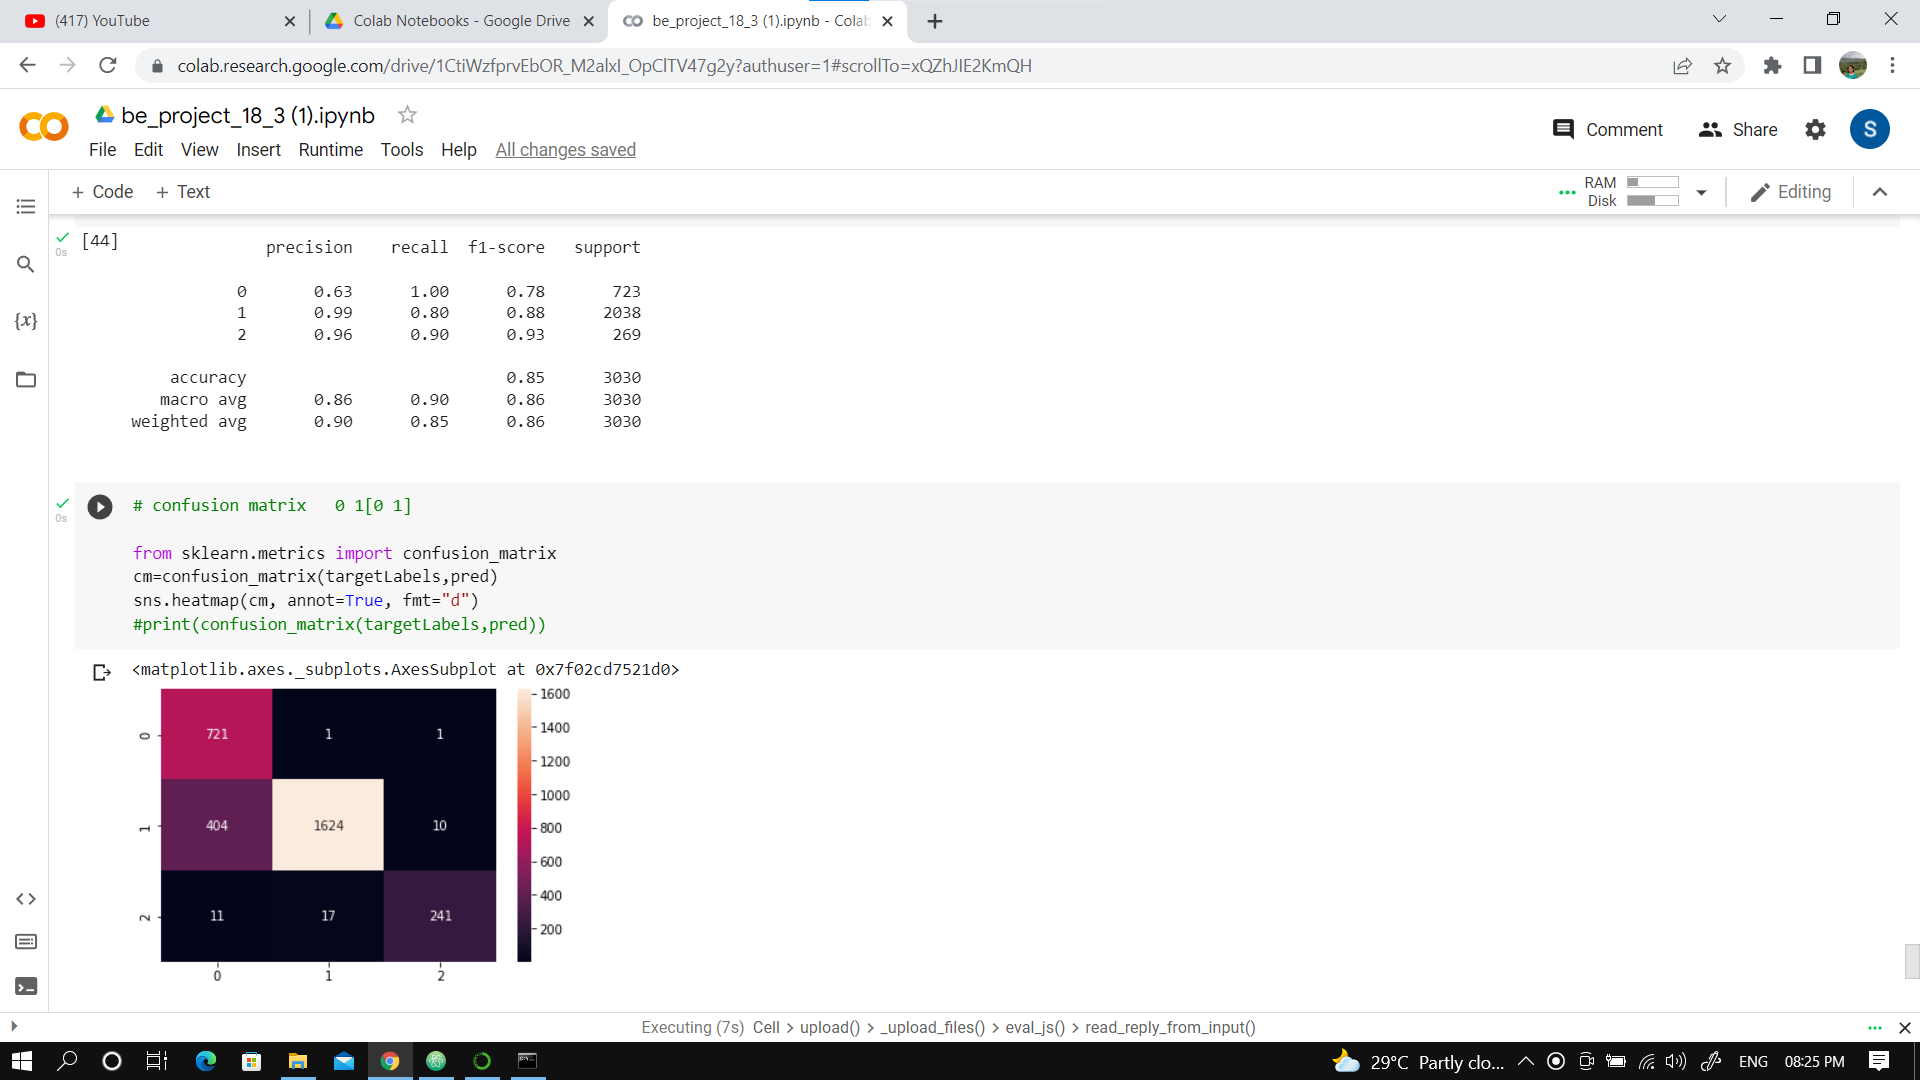 (417) YouTube
Colab Notebooks - Google Drive
be_project_18_3 (1).ipynb - Colab
colab.research.google.com/drive/1CtiWzfprvEbOR_M2alxI_OpClTV47g2y?authuser=1#scrollTo=xQZhJIE2KmQH
be_project_18_3 (1).ipynb
Comment Share S
File Edit View Insert Runtime Tools Help All changes saved
+ Code + Text
RAM
Disk
Editing
[44]
0s
precision recall f1-score support
0 0.63 1.00 0.78 723
1 0.99 0.80 0.88 2038
2 0.96 0.90 0.93 269
accuracy 0.85 3030
macro avg 0.86 0.90 0.86 3030
weighted avg 0.90 0.85 0.86 3030
{x}
0s
# confusion matrix 0 1[0 1]
from sklearn.metrics import confusion_matrix
cm=confusion_matrix(targetLabels,pred)
sns.heatmap(cm, annot=True, fmt="d")
#print(confusion_matrix(targetLabels,pred))
<matplotlib.axes._subplots.AxesSubplot at 0x7f02cd7521d0>
0 721 1 1
1 404 1624 10
2 11 17 241
0 1 2
1600
1400
1200
1000
800
600
400
200
Executing (7s) Cell > upload() > _upload_files() > eval_js() > read_reply_from_input()
29°C Partly clo...
ENG
08:25 PM